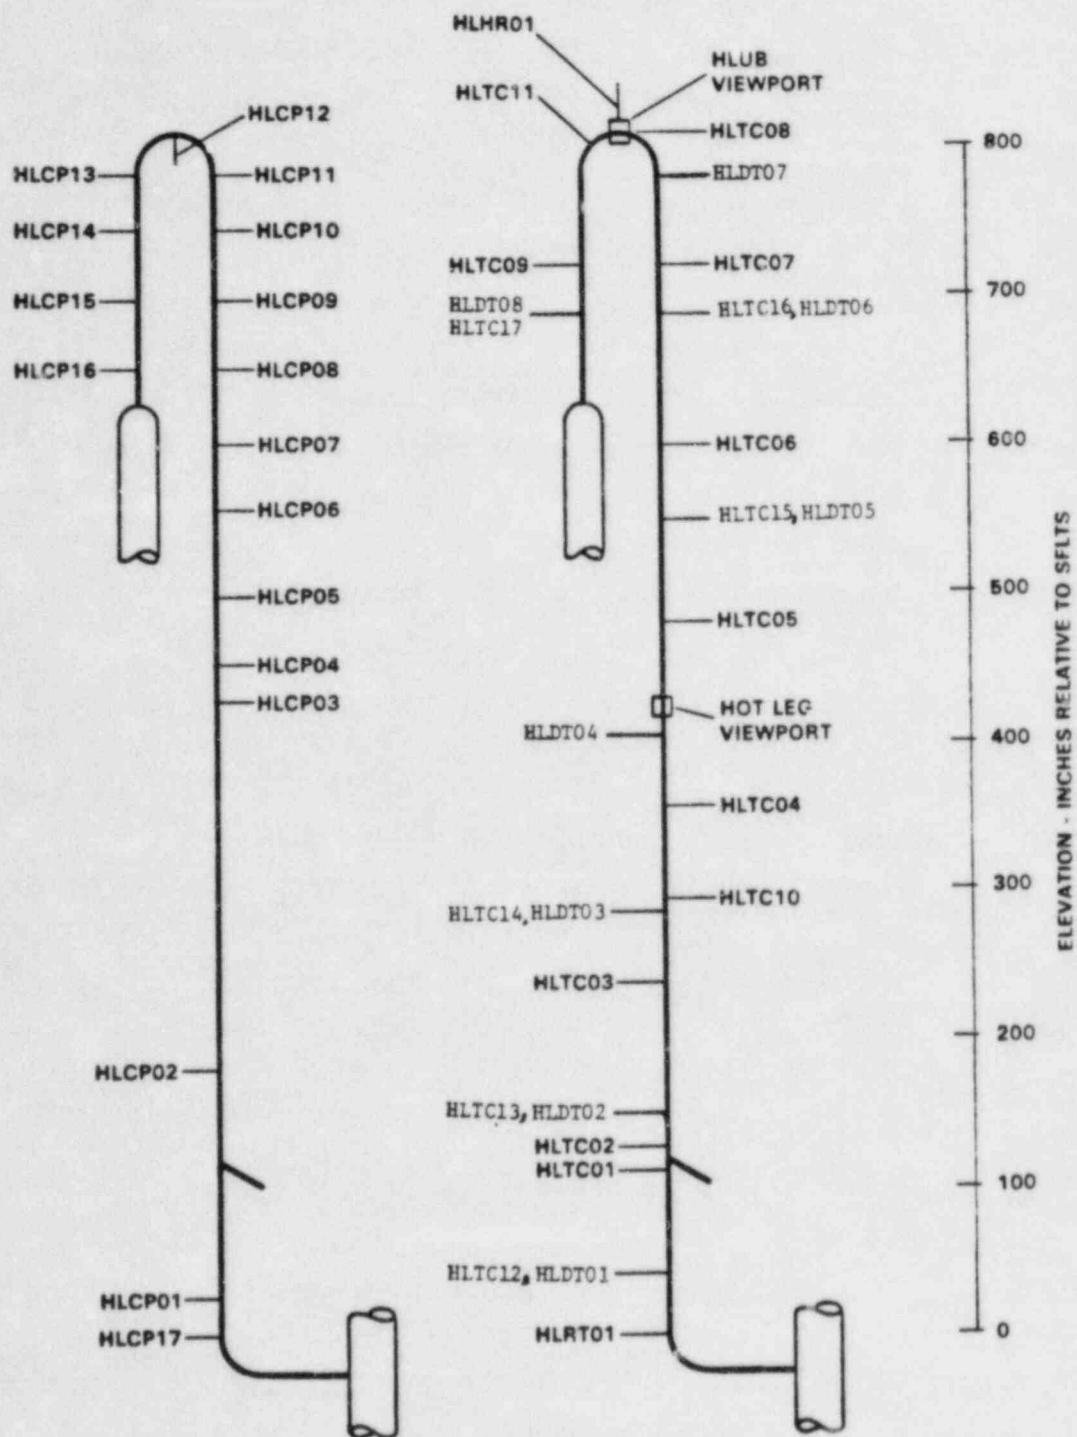 HLHR01
HLUB
VIEWPORT
HLTC11
HLCP12
HLTC08
800
HLCP13
HLCP11
HLDT07
HLCP14
HLCP10
HLTC09
HLTC07
700
HLCP15
HLCP09
HLDT08
HLTC17
HLTC16, HLDT06
HLCP16
HLCP08
HLCP07
HLTC06
600
HLCP06
HLTC15, HLDT05
HLCP05
500
HLTC05
HLCP04
HLCP03
HOT LEG
VIEWPORT
HLDT04
400
HLTC04
HLTC10
300
HLTC14, HLDT03
HLTC03
200
HLCP02
HLTC13, HLDT02
HLTC02
HLTC01
100
HLTC12, HLDT01
HLCP01
HLCP17
HLRT01
0
ELEVATION - INCHES RELATIVE TO SFLTS